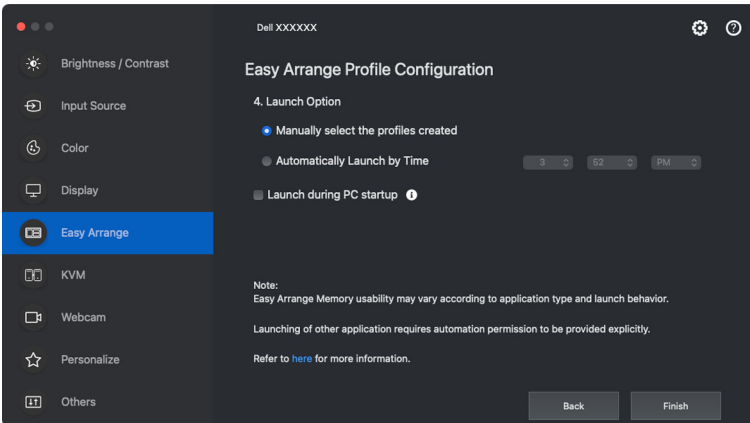 Dell XXXXXX
Brightness / Contrast
Input Source
Color
Display
Easy Arrange
KVM
Webcam
Personalize
Others
Easy Arrange Profile Configuration
4. Launch Option
Manually select the profiles created
Automatically Launch by Time
3
52
PM
Launch during PC startup
Note:
Easy Arrange Memory usability may vary according to application type and launch behavior.
Launching of other application requires automation permission to be provided explicitly.
Refer to here for more information.
Back
Finish